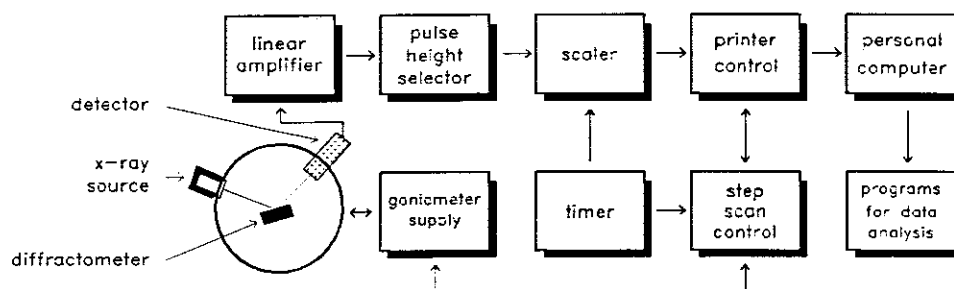 linear
amplifier
pulse
height
selector
scaler
printer
control
personal
computer
detector
x-ray
source
diffractometer
goniometer
supply
timer
step
scan
control
programs
for data
analysis